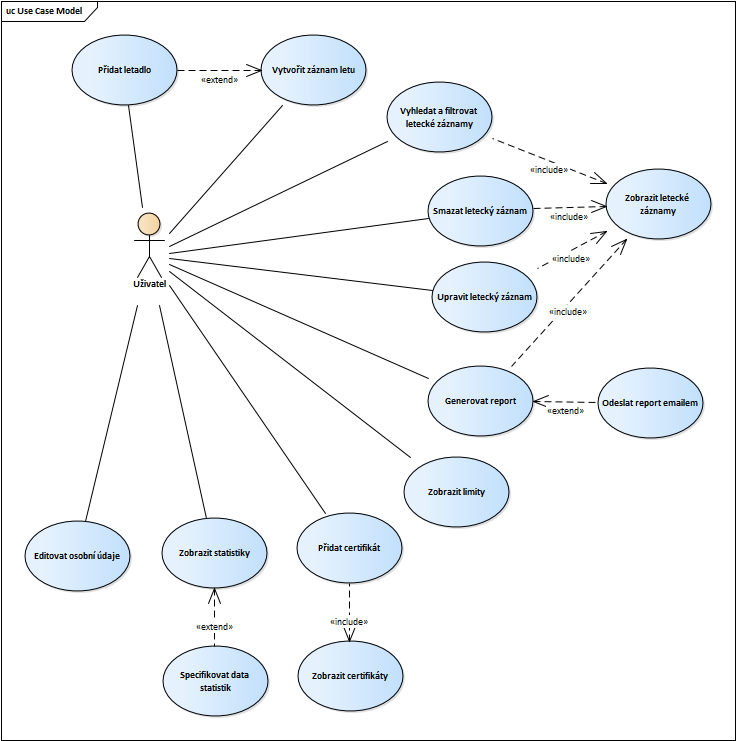 uc Use Case Model
Přidat letadlo
«extend»
Vytvořit záznam letu
Vyhledat a filtrovat
letecké záznamy
«include»
Zobrazit letecké
záznamy
Smazat letecký záznam
«include»
Uživatel
«include»
Upravit letecký záznam
«include»
Generovat report
«extend»
Odeslat report emailem
Zobrazit limity
Editovat osobní údaje
Zobrazit statistiky
Přidat certifikát
«extend»
«include»
Specifikovat data
statistik
Zobrazit certifikáty